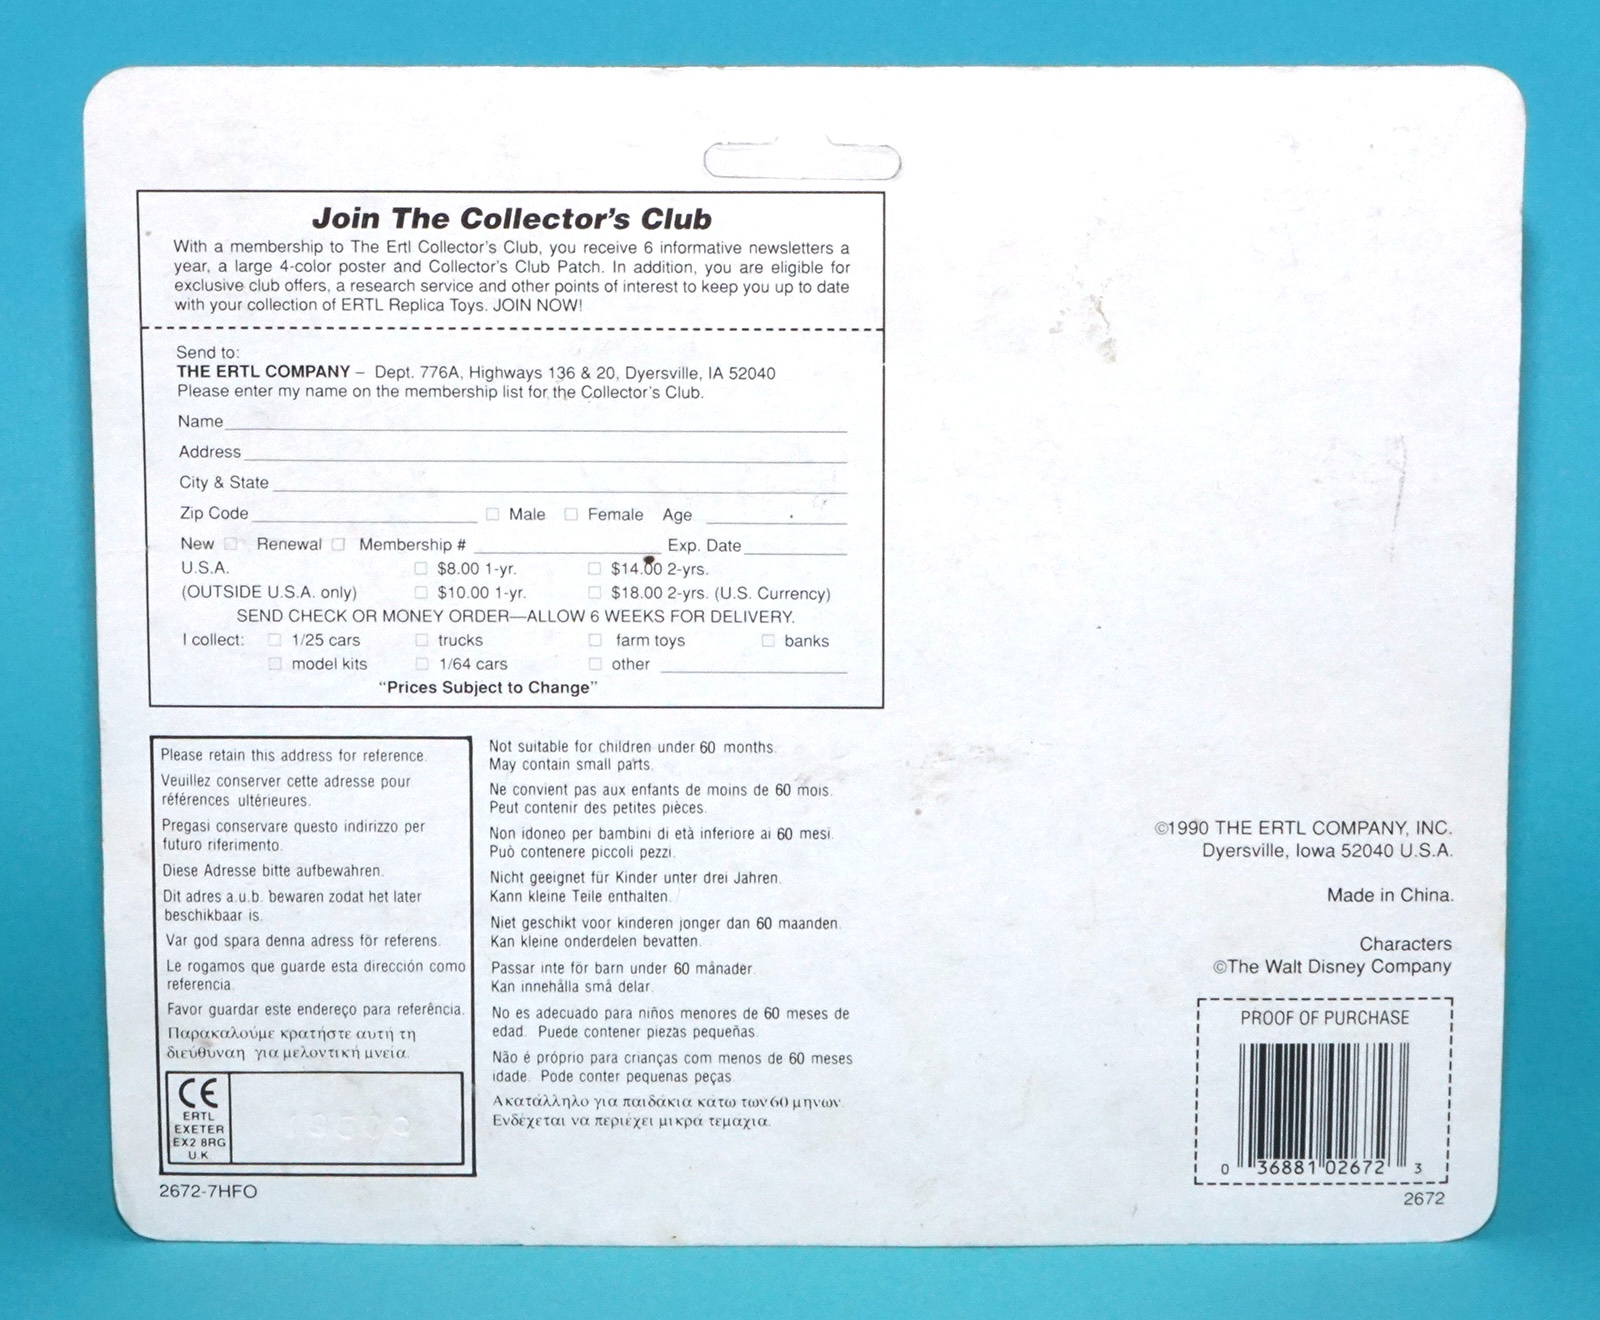 Join The Collector's Club
With a membership to The Ertl Collector's Club, you receive 6 informative newsletters a
year, a large 4-color poster and Collector's Club Patch. In addition, you are eligible for
exclusive club offers, a research service and other points of interest to keep you up to date
with your collection of ERTL Replica Toys. JOIN NOW!
Send to:
THE ERTL COMPANY – Dept. 776A, Highways 136 & 20, Dyersville, IA 52040
Please enter my name on the membership list for the Collector's Club.
Name
Address
City & State
Zip Code Male Female Age
New Renewal Membership # Exp. Date
U.S.A. $8.00 1-yr. $14.00 2-yrs.
(OUTSIDE U.S.A. only) $10.00 1-yr. $18.00 2-yrs. (U.S. Currency)
SEND CHECK OR MONEY ORDER—ALLOW 6 WEEKS FOR DELIVERY.
I collect: 1/25 cars trucks farm toys banks
model kits 1/64 cars other
"Prices Subject to Change"
Please retain this address for reference.
Veuillez conserver cette adresse pour
références ultérieures.
Pregasi conservare questo indirizzo per
futuro riferimento.
Diese Adresse bitte aufbewahren.
Dit adres a.u.b. bewaren zodat het later
beschikbaar is.
Var god spara denna adress för referens.
Le rogamos que guarde esta dirección como
referencia.
Favor guardar este endereço para referência.
Παρακαλούμε κρατήστε αυτή τη
διεύθυναη για μελοντική μνεία.
CE
ERTL
EXETER
EX2 8RG
U.K.
2672-7HFO
Not suitable for children under 60 months.
May contain small parts.
Ne convient pas aux enfants de moins de 60 mois.
Peut contenir des petites pièces.
Non idoneo per bambini di età inferiore ai 60 mesi.
Può contenere piccoli pezzi.
Nicht geeignet für Kinder unter drei Jahren.
Kann kleine Teile enthalten.
Niet geschikt voor kinderen jonger dan 60 maanden.
Kan kleine onderdelen bevatten.
Passar inte för barn under 60 månader.
Kan innehålla små delar.
No es adecuado para niños menores de 60 meses de
edad. Puede contener piezas pequeñas.
Não é próprio para crianças com menos de 60 meses
idade. Pode conter pequenas peças.
Ακατάλληλο για παιδάκια κάτω των 60 μηνων.
Ενδέχεται να περιέχει μικρά τεμάχια.
©1990 THE ERTL COMPANY, INC.
Dyersville, Iowa 52040 U.S.A.
Made in China.
Characters
©The Walt Disney Company
PROOF OF PURCHASE
0 36881 02672 3
2672